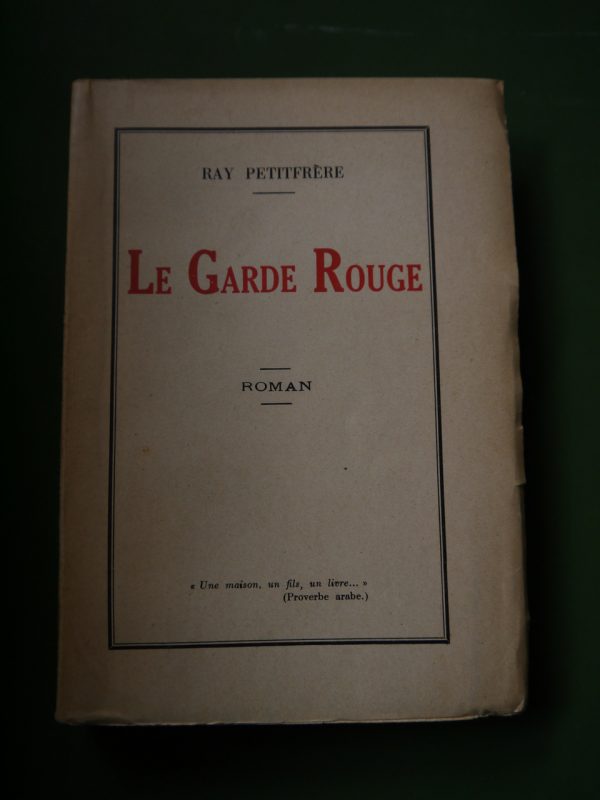 RAY PETITFRÈRE
LE GARDE ROUGE
ROMAN
« Une maison, un fils, un livre... »
(Proverbe arabe.)